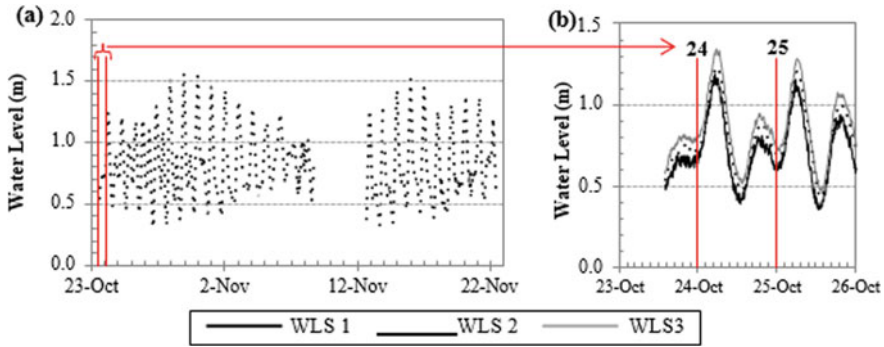 (a)
Water Level (m)
2.0
1.5
1.0
0.5
0.0
23-Oct
2-Nov
12-Nov
22-Nov
(b)
Water Level (m)
1.5
1.0
0.5
0.0
24
25
23-Oct
24-Oct
25-Oct
26-Oct
WLS 1
WLS 2
WLS3